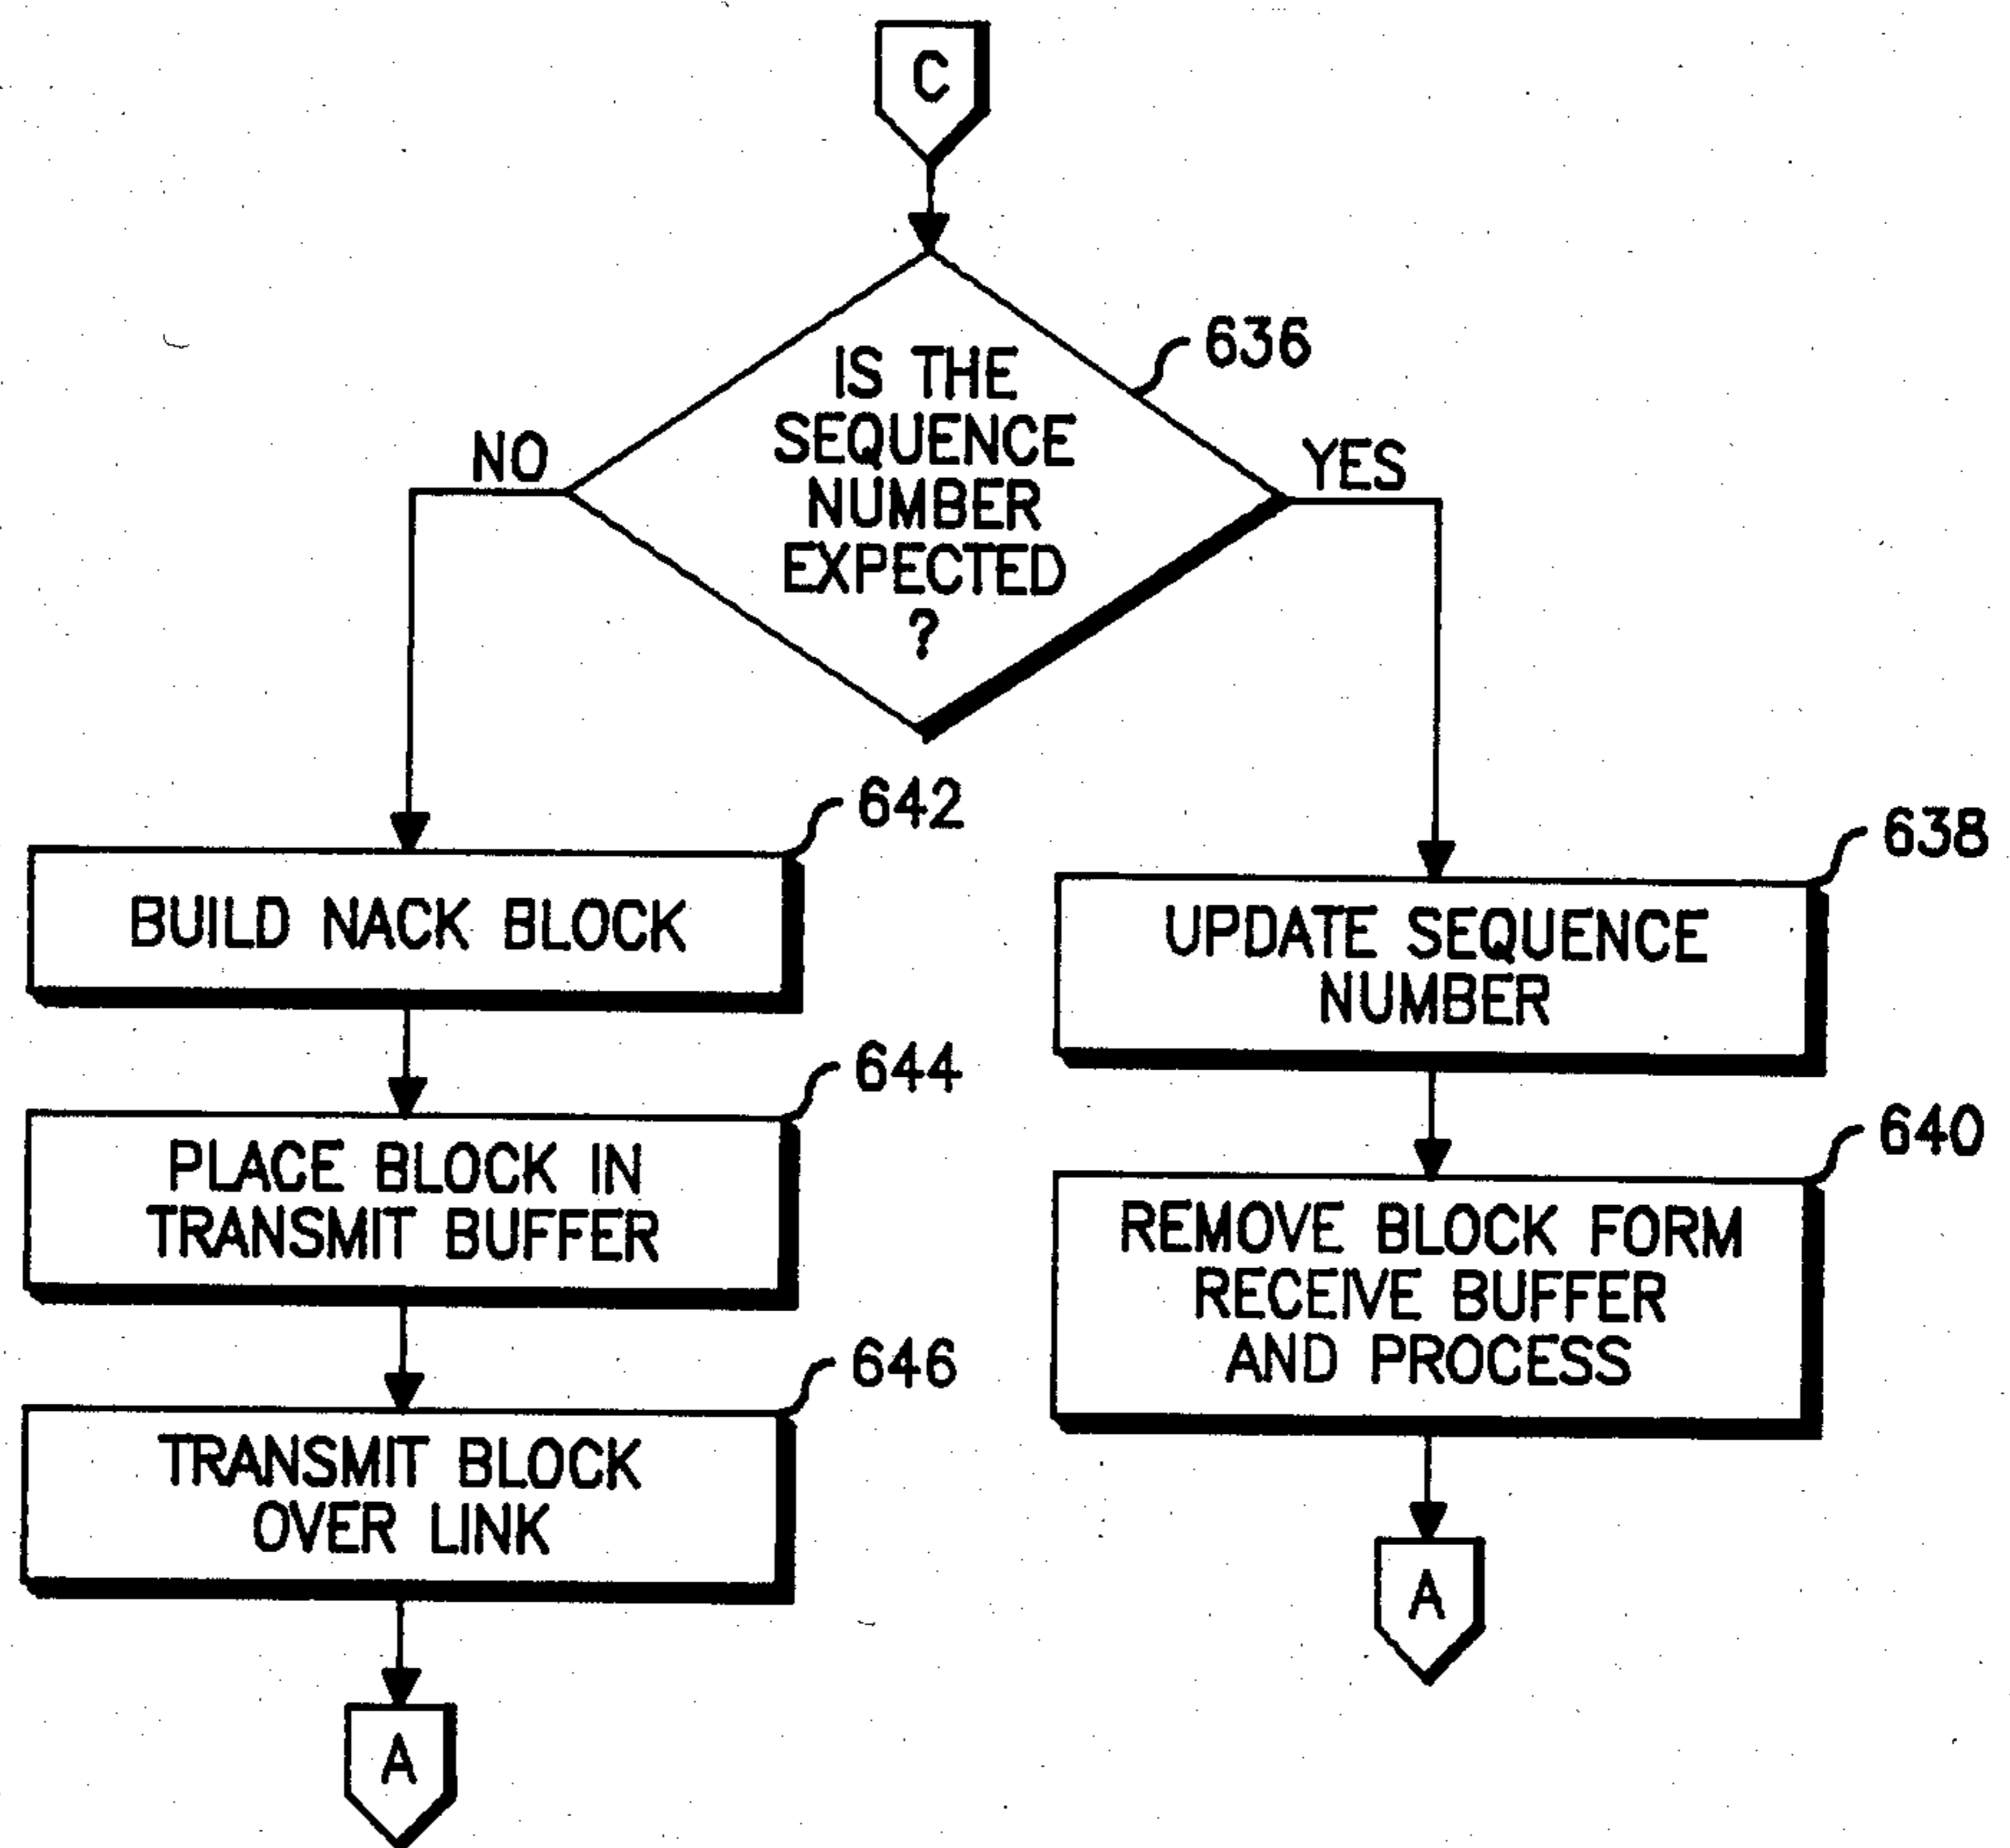 C
IS THE
SEQUENCE
NUMBER
EXPECTED
?
636
NO
YES
642
BUILD NACK BLOCK
644
PLACE BLOCK IN
TRANSMIT BUFFER
646
TRANSMIT BLOCK
OVER LINK
A
638
UPDATE SEQUENCE
NUMBER
640
REMOVE BLOCK FORM
RECEIVE BUFFER
AND PROCESS
A